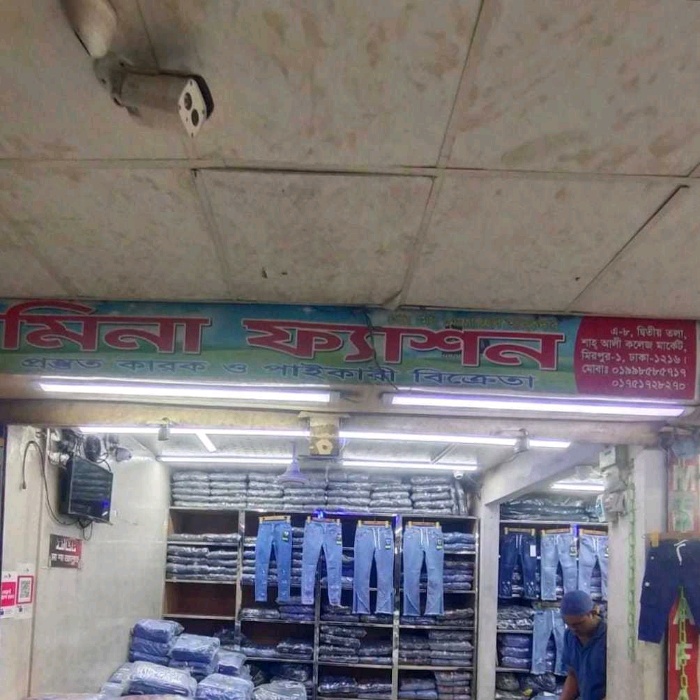 মিনা ফ্যাশন
প্রস্তুত কারক ও পাইকারী বিক্রেতা
এ-৮, দ্বিতীয় তলা,
শাহ্ আলী কলেজ মার্কেট,
মিরপুর-১, ঢাকা-১২১৬।
মোবাঃ ০১৯৯৮৫৮৫৭১৭
০১৭৫১৭২৮২৭০